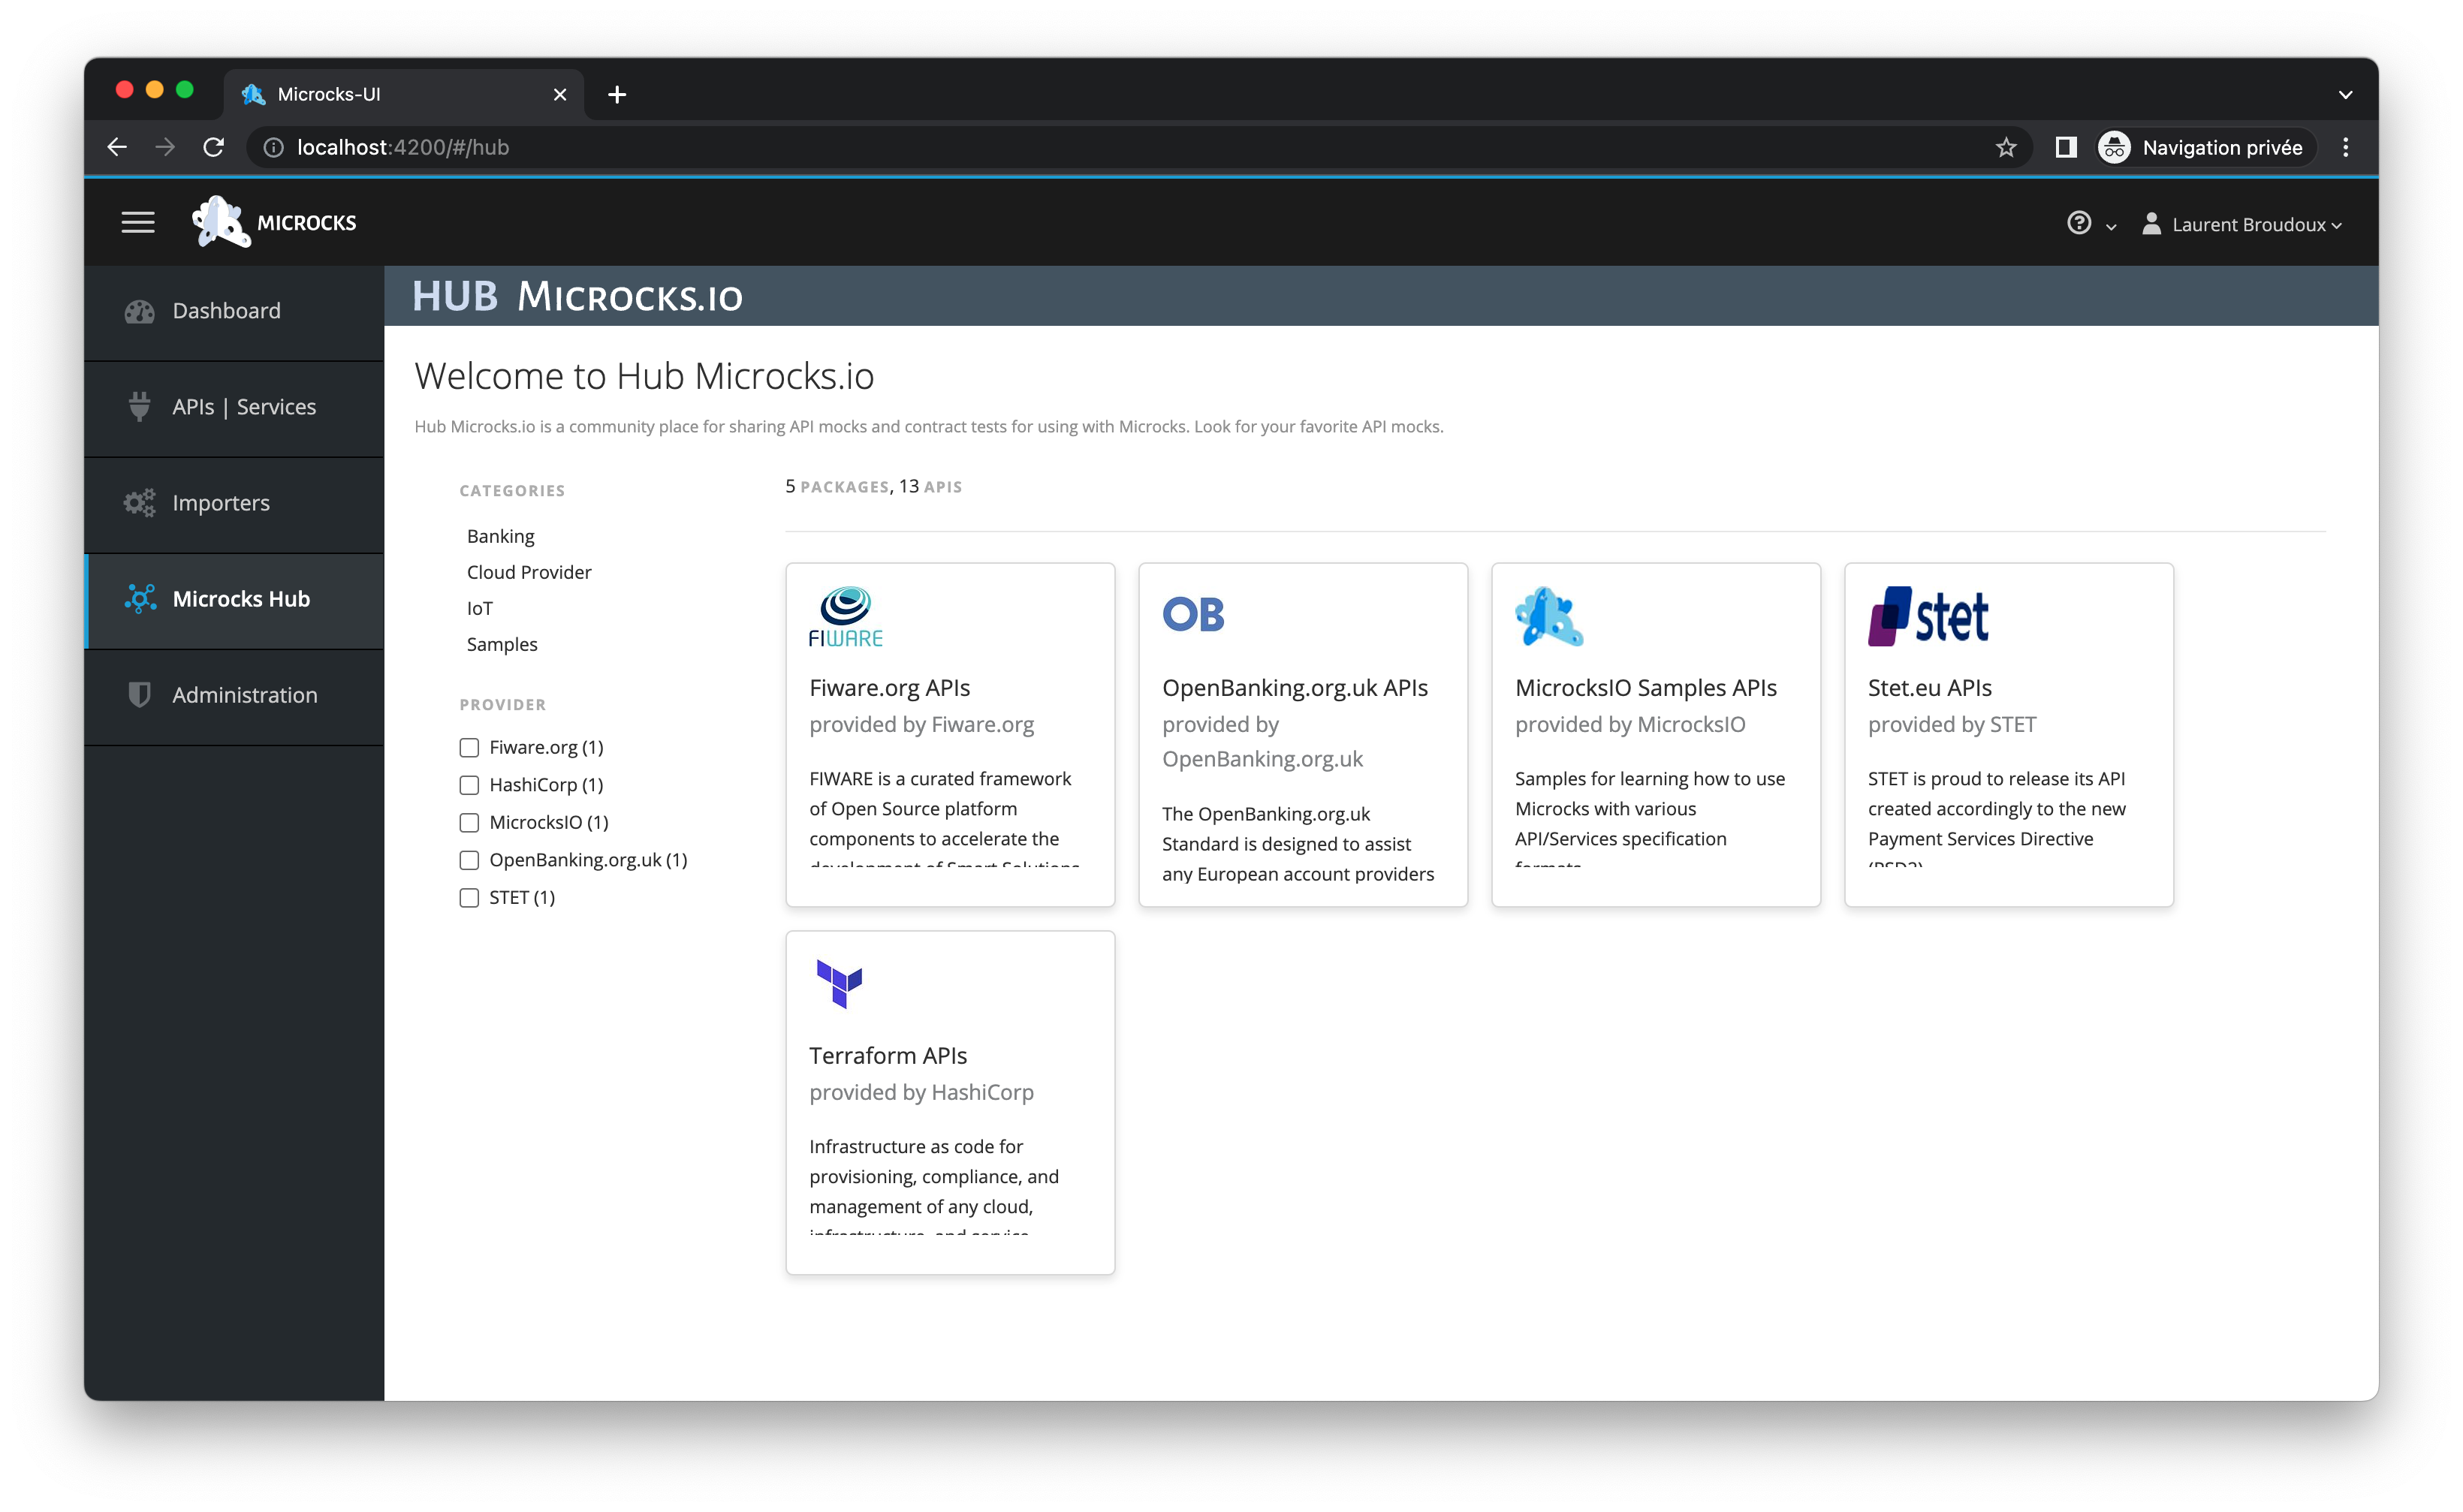 Microcks-UI
localhost:4200/#/hub
Navigation privée
MICROCKS
Laurent Broudoux
Dashboard
APIs | Services
Importers
Microcks Hub
Administration
HUB MICROCKS.IO
Welcome to Hub Microcks.io
Hub Microcks.io is a community place for sharing API mocks and contract tests for using with Microcks. Look for your favorite API mocks.
CATEGORIES
Banking
Cloud Provider
IoT
Samples
PROVIDER
Fiware.org (1)
HashiCorp (1)
MicrocksIO (1)
OpenBanking.org.uk (1)
STET (1)
5 PACKAGES, 13 APIS
FIWARE
Fiware.org APIs
provided by Fiware.org
FIWARE is a curated framework
of Open Source platform
components to accelerate the
development of Smart Solutions
OB
OpenBanking.org.uk APIs
provided by
OpenBanking.org.uk
The OpenBanking.org.uk
Standard is designed to assist
any European account providers
MicrocksIO Samples APIs
provided by MicrocksIO
Samples for learning how to use
Microcks with various
API/Services specification
formats
stet
Stet.eu APIs
provided by STET
STET is proud to release its API
created accordingly to the new
Payment Services Directive
(PSD2)
Terraform APIs
provided by HashiCorp
Infrastructure as code for
provisioning, compliance, and
management of any cloud,
infrastructure, and service